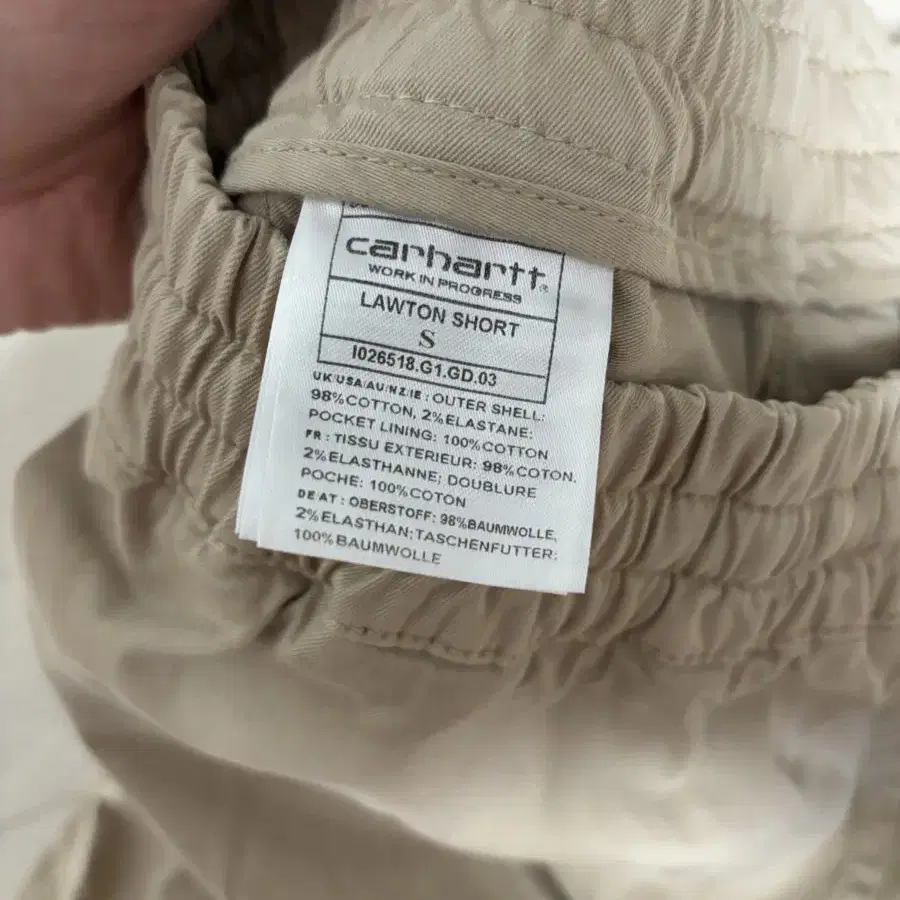 carhartt®
WORK IN PROGRESS
LAWTON SHORT
S
I026518.G1.GD.03
UK/USA/AU/NZ/IE : OUTER SHELL:
98%COTTON, 2%ELASTANE;
POCKET LINING: 100%COTTON
FR : TISSU EXTERIEUR: 98%COTON,
2%ELASTHANNE; DOUBLURE
POCHE: 100%COTON
DE AT : OBERSTOFF: 98%BAUMWOLLE,
2%ELASTHAN;TASCHENFUTTER:
100%BAUMWOLLE